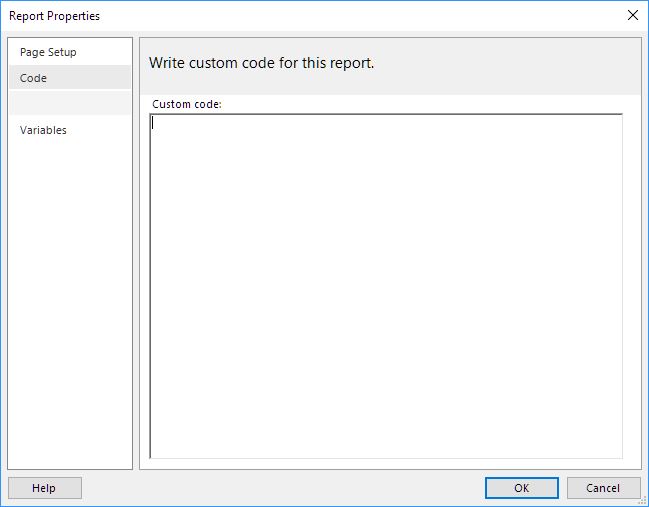 Report Properties
Page Setup
Code
Variables
Write custom code for this report.
Custom code:
Help
OK
Cancel